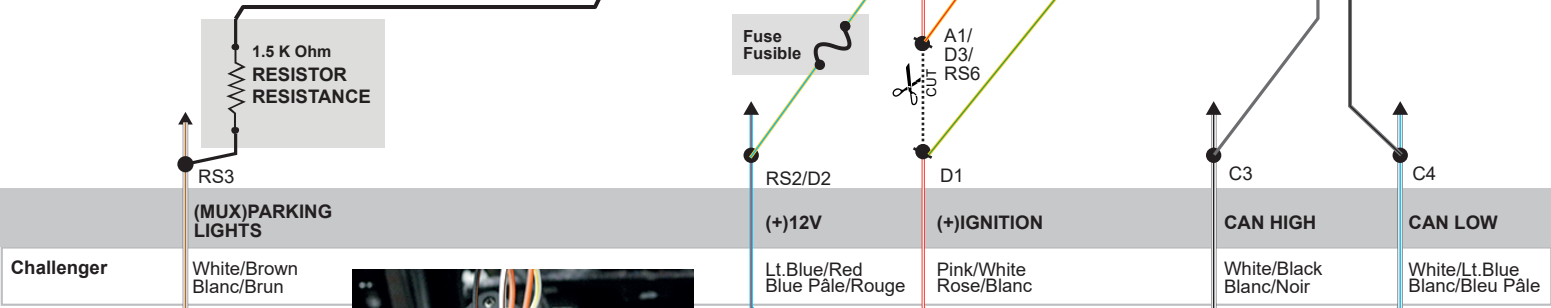 1.5 K Ohm
RESISTOR
RESISTANCE
Fuse
Fusible
A1/
D3/
RS6
CUT
RS3
RS2/D2
D1
C3
C4
(MUX)PARKING
LIGHTS
(+)12V
(+)IGNITION
CAN HIGH
CAN LOW
Challenger
White/Brown
Blanc/Brun
Lt.Blue/Red
Blue Pâle/Rouge
Pink/White
Rose/Blanc
White/Black
Blanc/Noir
White/Lt.Blue
Blanc/Bleu Pâle